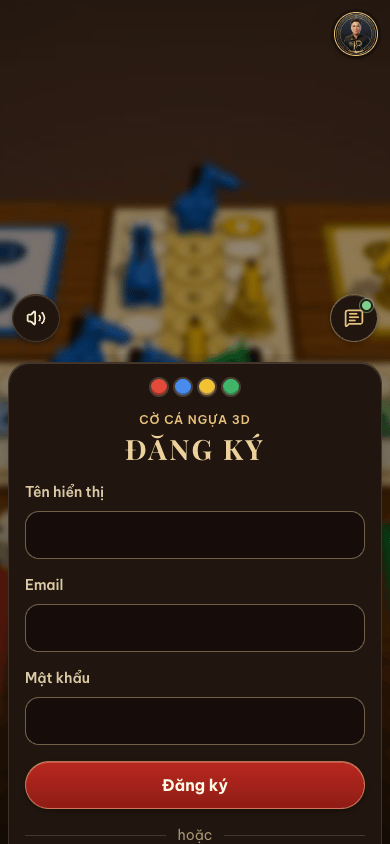 CỜ CÁ NGỰA 3D
ĐĂNG KÝ
Tên hiển thị
Email
Mật khẩu
Đăng ký
hoặc